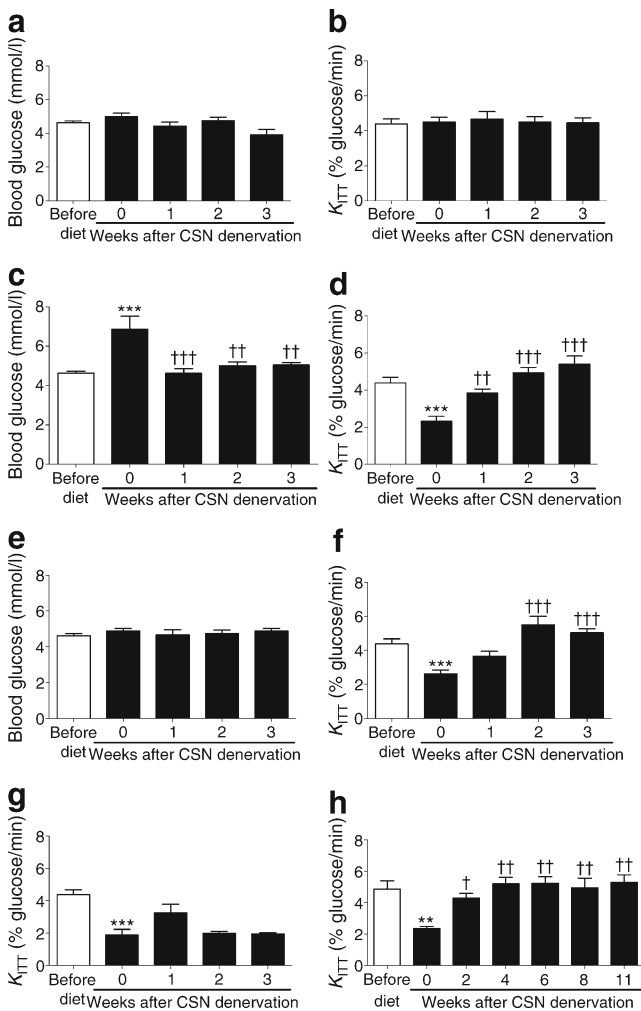 a
Blood glucose (mmol/l)
8
6
4
2
0
Before diet
0 1 2 3
Weeks after CSN denervation
b
K_ITT (% glucose/min)
8
6
4
2
0
Before diet
0 1 2 3
Weeks after CSN denervation
c
Blood glucose (mmol/l)
8
6
4
2
0
*** ††† †† ††
Before diet
0 1 2 3
Weeks after CSN denervation
d
K_ITT (% glucose/min)
8
6
4
2
0
*** †† ††† †††
Before diet
0 1 2 3
Weeks after CSN denervation
e
Blood glucose (mmol/l)
8
6
4
2
0
Before diet
0 1 2 3
Weeks after CSN denervation
f
K_ITT (% glucose/min)
8
6
4
2
0
*** ††† †††
Before diet
0 1 2 3
Weeks after CSN denervation
g
K_ITT (% glucose/min)
8
6
4
2
0
***
Before diet
0 1 2 3
Weeks after CSN denervation
h
K_ITT (% glucose/min)
8
6
4
2
0
** † †† †† †† ††
Before diet
0 2 4 6 8 11
Weeks after CSN denervation